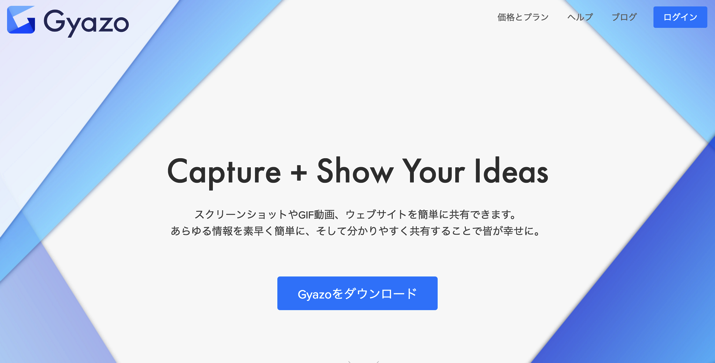 Gyazo
価格とプラン
ヘルプ
ブログ
ログイン
Capture + Show Your Ideas
スクリーンショットやGIF動画、ウェブサイトを簡単に共有できます。
あらゆる情報を素早く簡単に、そして分かりやすく共有することで皆が幸せに。
Gyazoをダウンロード